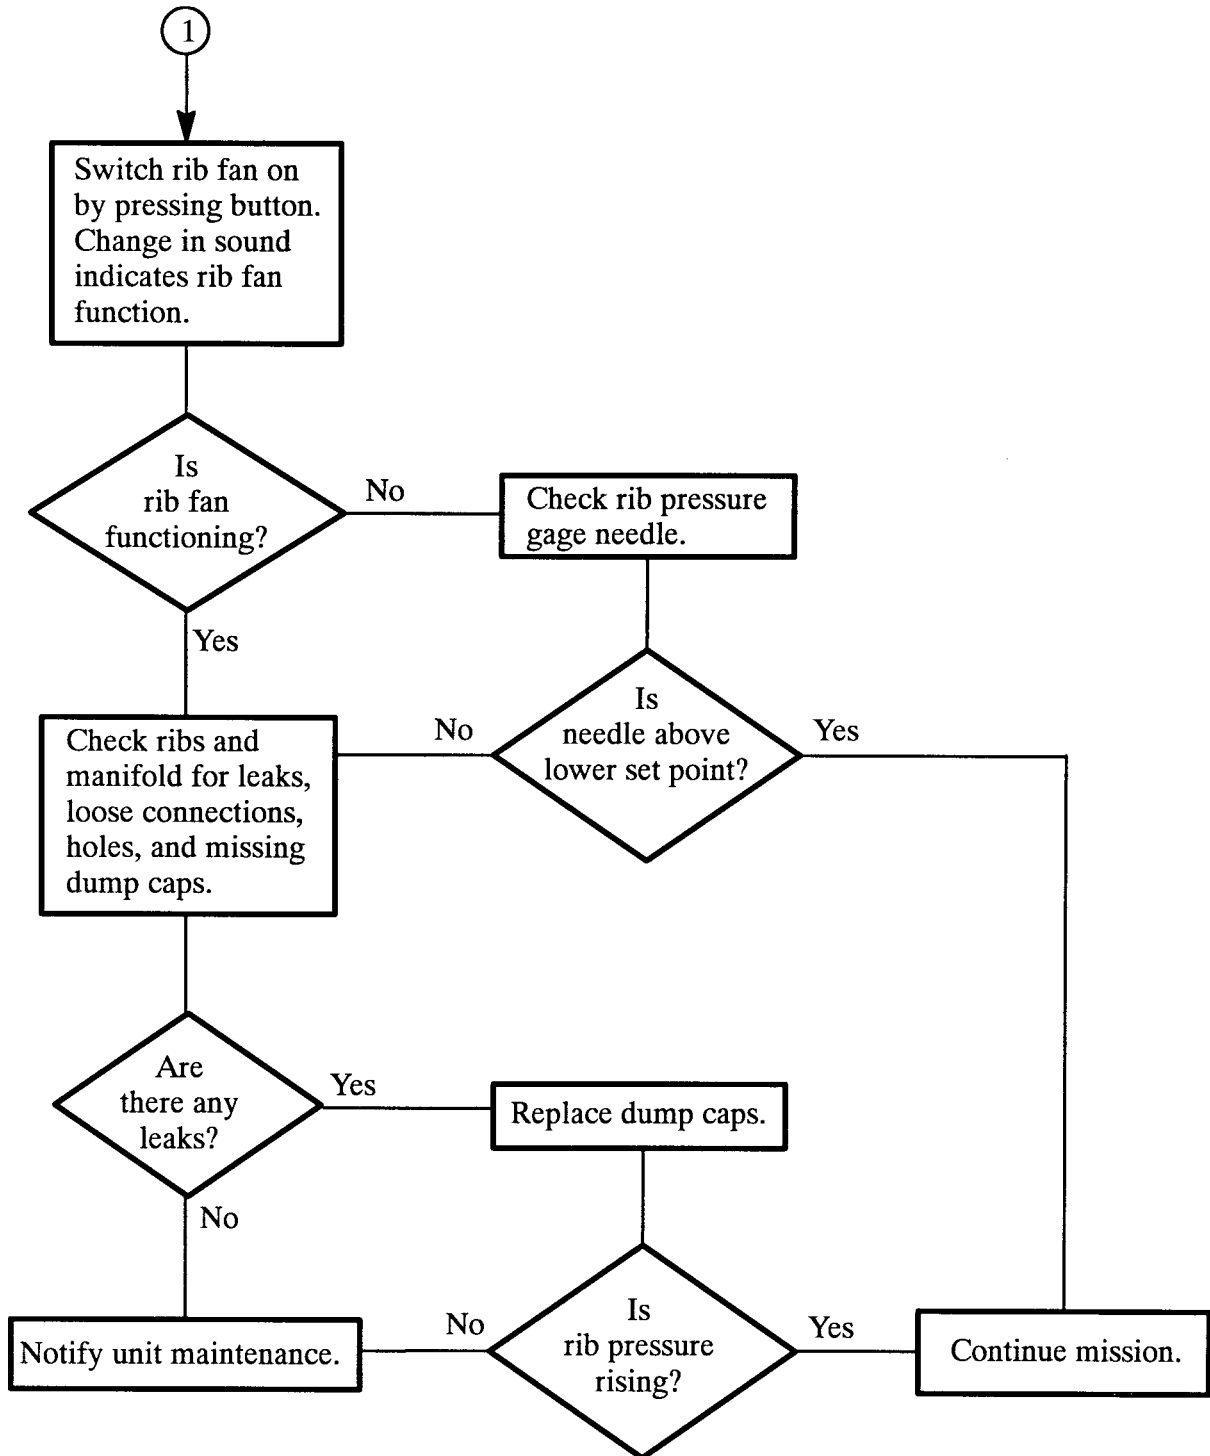 1
Switch rib fan on
by pressing button.
Change in sound
indicates rib fan
function.
Is
rib fan
functioning?
No
Check rib pressure
gage needle.
Yes
Is
needle above
lower set point?
No
Yes
Check ribs and
manifold for leaks,
loose connections,
holes, and missing
dump caps.
Are
there any
leaks?
Yes
Replace dump caps.
No
Is
rib pressure
rising?
No
Yes
Notify unit maintenance.
Continue mission.